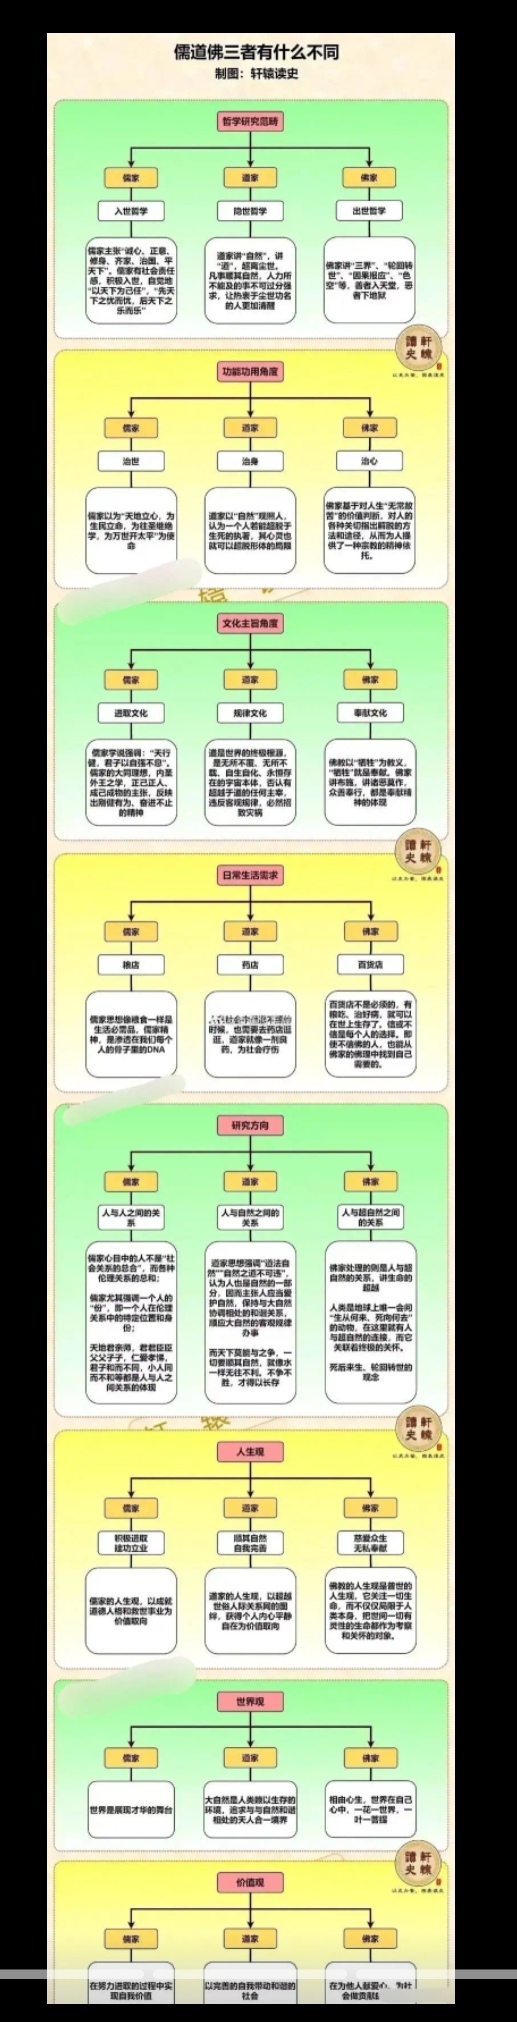 儒道佛三者有什么不同
制图：轩辕读史
哲学研究范畴
儒家
道家
佛家
入世哲学
隐世哲学
出世哲学
儒家主张“诚心、正意、
修身、齐家、治国、平
天下”。儒家有社会责任
感，积极入世，自觉地
“以天下为己任”，“先天
下之忧而忧，后天下之
乐而乐”
道家讲“自然”，讲
“道”，超离尘世。
凡事顺其自然，人力所
不能及的事不可过分强
求，让热衷于尘世功名
的人更加清醒
佛家讲“三界”、“轮回转
世”、“因果报应”、“色
空”等，善者入天堂，恶
者下地狱
功能功用角度
儒家
道家
佛家
治世
治身
治心
儒家以为“天地立心，为
生民立命，为往圣继绝
学，为万世开太平”为使
命
道家以“自然”观照人，
认为一个人若能超脱于
生死的执著，其心灵也
就可以超脱形体的局限
佛家基于对人生“无常故
苦”的价值判断，对人的
各种关切指出解脱的方
法和途径，从而为人提
供了一种宗教的精神依
托。
文化主旨角度
儒家
道家
佛家
进取文化
规律文化
奉献文化
儒家学说强调：“天行
健，君子以自强不息”。
儒家的大同理想，内圣
外王之学，正己正人、
成己成物的主张，反映
出刚健有为、奋进不止
的精神
道是世界的终极根源，
是无所不覆、无所不
载、自生自化、永恒存
在的宇宙本体，否认有
超越于道的任何主宰，
违反客观规律，必然招
致灾祸
佛教以“牺牲”为教义，
“牺牲”就是奉献。佛家
讲布施，讲诸恶莫作，
众善奉行，都是奉献精
神的体现
日常生活需求
儒家
道家
佛家
粮店
药店
百货店
儒家思想像粮食一样是
生活必需品，儒家精
神，是渗透在我们每个
人的骨子里的DNA
时候，也需要去药店逛
逛，道家就像一剂良
药，为社会疗伤
百货店不是必须的，有
粮吃、治好病，就可以
在世上生存了，信或不
信是每个人的选择。即
使不信佛的人，也能从
佛家的佛理中找到自己
需要的。
研究方向
儒家
道家
佛家
人与人之间的关
系
人与自然之间的
关系
人与超自然之间
的关系
儒家心目中的人不是“社
会关系的总合”，而各种
伦理关系的总和；
儒家尤其强调一个人的
“份”，即一个人在伦理
关系中的特定位置和身
份；
天地君亲师，君君臣臣
父父子子，仁爱孝悌，
君子和而不同，小人同
而不和等都是人与人之
间关系的体现
道家思想强调“道法自
然”“自然之道不可违”，
认为人也是自然的一部
分，因而主张人应当爱
护自然，保持与大自然
协调相处的和谐关系，
顺应大自然的客观规律
办事
而天下莫能与之争，一
切要顺其自然，就像水
一样无往不利。不争不
胜，才得以长存
佛家处理的则是人与超
自然的关系，讲生命的
超越
人类是地球上唯一会问
“生从何来、死向何去”
的动物，在这里就有人
与超自然的连接，而它
关联着终极的关怀。
死后来生、轮回转世的
观念
人生观
儒家
道家
佛家
积极进取
建功立业
顺其自然
自我完善
慈爱众生
无私奉献
儒家的人生观，以成就
道德人格和救世事业为
价值取向
道家的人生观，以超越
世俗人际关系网的羁
绊，获得个人内心平静
自在为价值取向
佛教的人生观是普世的
人生观，它关注一切生
命，而不仅仅局限于人
类本身，把世间一切有
灵性的生命都作为考察
和关怀的对象。
世界观
儒家
道家
佛家
世界是展现才华的舞台
大自然是人类赖以生存的
环境，追求与与自然和谐
相处的天人合一境界
相由心生，世界在自己
心中，一花一世界，一
叶一菩提
价值观
儒家
道家
佛家
在努力进取的过程中实
现自我价值
以完善的自我带动和谐的
社会
在为他人献爱心、为社
会做贡献